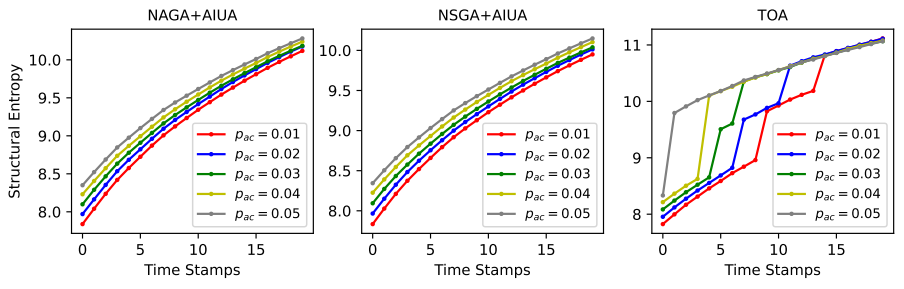 NAGA+AIUA
NSGA+AIUA
TOA
Structural Entropy
10.0
9.5
9.0
8.5
8.0
p_ac = 0.01
p_ac = 0.02
p_ac = 0.03
p_ac = 0.04
p_ac = 0.05
0 5 10 15
Time Stamps
10.0
9.5
9.0
8.5
8.0
p_ac = 0.01
p_ac = 0.02
p_ac = 0.03
p_ac = 0.04
p_ac = 0.05
0 5 10 15
Time Stamps
11
10
9
8
p_ac = 0.01
p_ac = 0.02
p_ac = 0.03
p_ac = 0.04
p_ac = 0.05
0 5 10 15
Time Stamps